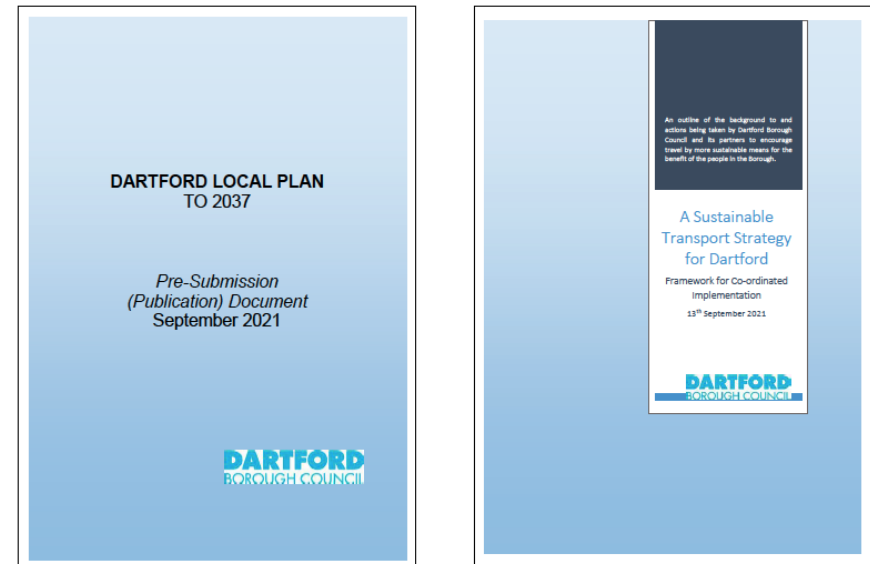 DARTFORD LOCAL PLAN
TO 2037
Pre-Submission
(Publication) Document
September 2021
DARTFORD
BOROUGH COUNCIL
An outline of the background to and
actions being taken by Dartford Borough
Council and its partners to encourage
travel by more sustainable means for the
benefit of the people in the Borough.
A Sustainable
Transport Strategy
for Dartford
Framework for Co-ordinated
Implementation
13th September 2021
DARTFORD
BOROUGH COUNCIL